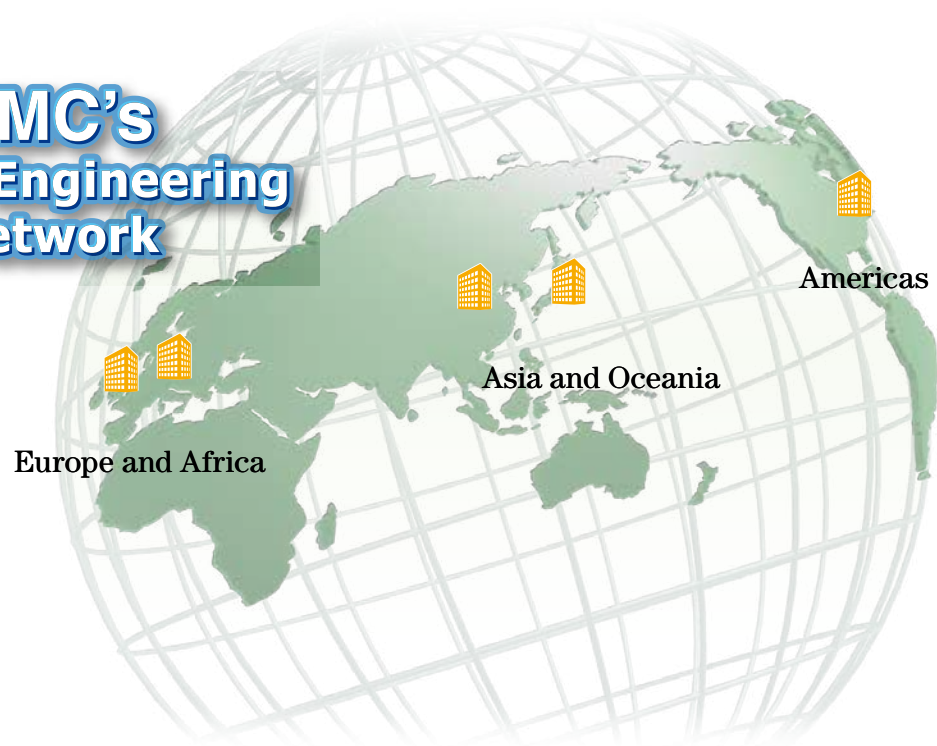 MC's
Engineering
etwork
Americas
Asia and Oceania
Europe and Africa